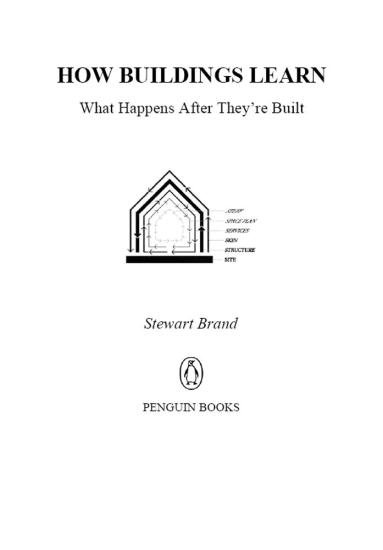 HOW BUILDINGS LEARN
What Happens After They're Built
STUFF
SPACE PLAN
SERVICES
SKIN
STRUCTURE
SITE
Stewart Brand
PENGUIN BOOKS